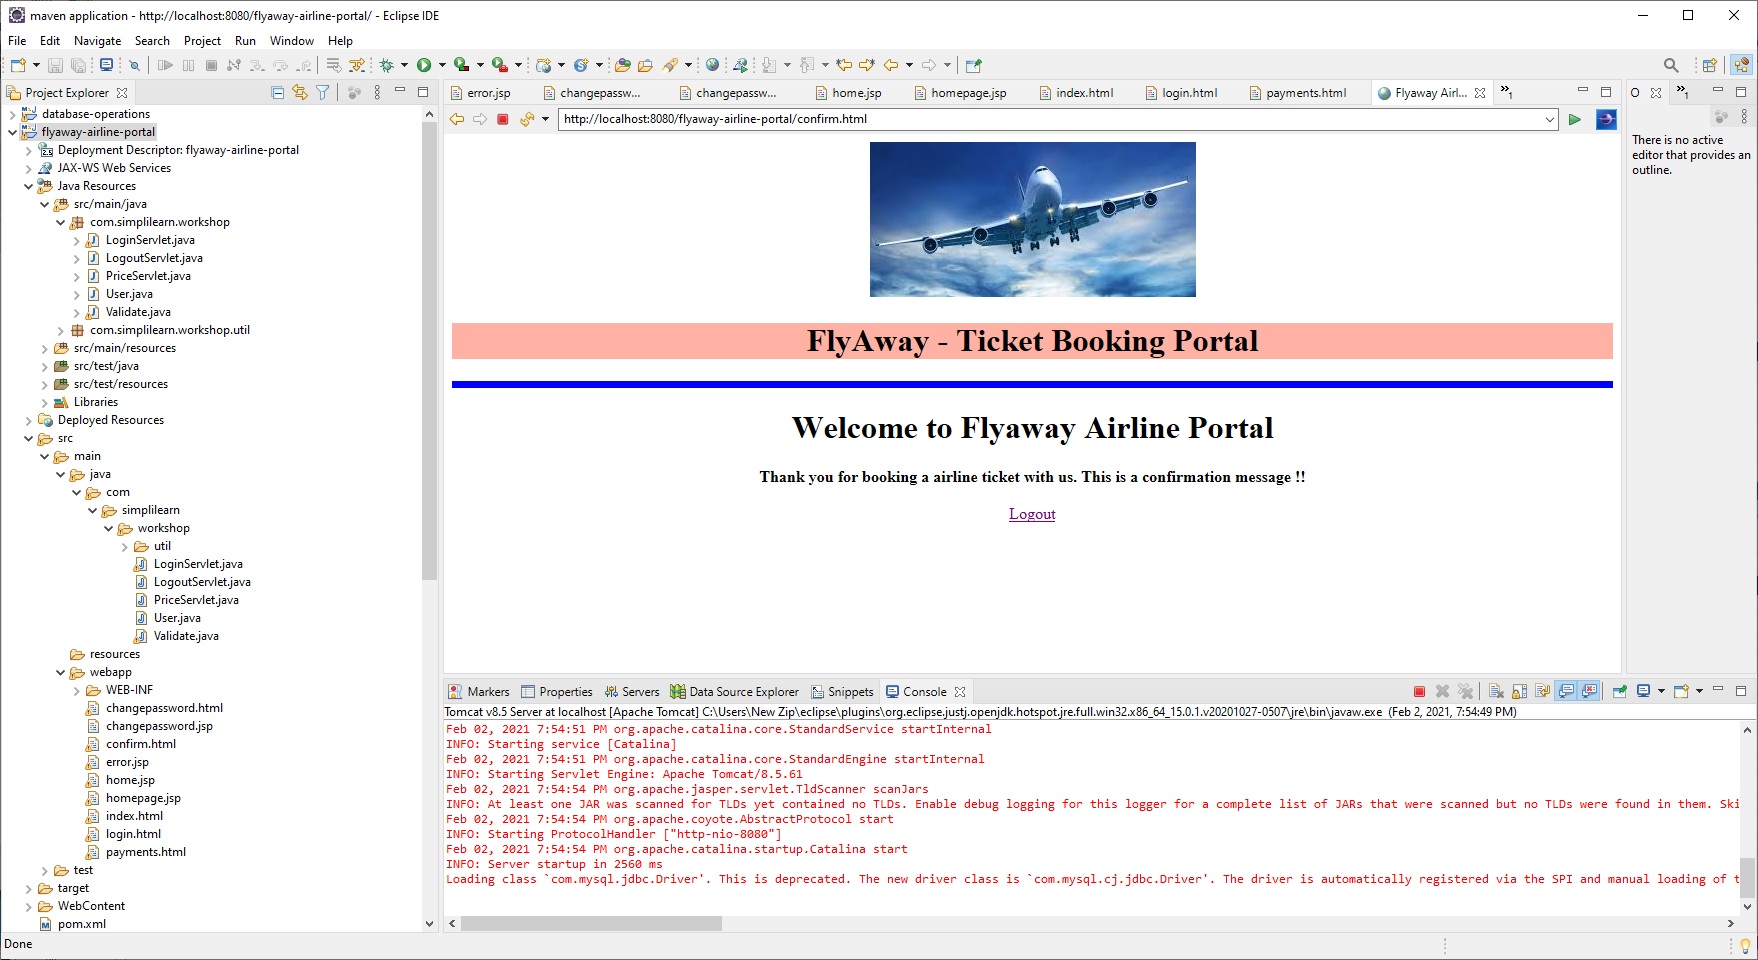 maven application - http://localhost:8080/flyaway-airline-portal/ - Eclipse IDE
File Edit Navigate Search Project Run Window Help
Project Explorer
database-operations
flyaway-airline-portal
Deployment Descriptor: flyaway-airline-portal
JAX-WS Web Services
Java Resources
src/main/java
com.simplilearn.workshop
LoginServlet.java
LogoutServlet.java
PriceServlet.java
User.java
Validate.java
com.simplilearn.workshop.util
src/main/resources
src/test/java
src/test/resources
Libraries
Deployed Resources
src
main
java
com
simplilearn
workshop
util
LoginServlet.java
LogoutServlet.java
PriceServlet.java
User.java
Validate.java
resources
webapp
WEB-INF
changepassword.html
changepassword.jsp
confirm.html
error.jsp
home.jsp
homepage.jsp
index.html
login.html
payments.html
test
target
WebContent
pom.xml
error.jsp changepassw... changepassw... home.jsp homepage.jsp index.html login.html payments.html Flyaway Airl... »1
http://localhost:8080/flyaway-airline-portal/confirm.html
FlyAway - Ticket Booking Portal
Welcome to Flyaway Airline Portal
Thank you for booking a airline ticket with us. This is a confirmation message !!
Logout
O »1
There is no active
editor that provides an
outline.
Markers Properties Servers Data Source Explorer Snippets Console
Tomcat v8.5 Server at localhost [Apache Tomcat] C:\Users\New Zip\eclipse\plugins\org.eclipse.justj.openjdk.hotspot.jre.full.win32.x86_64_15.0.1.v20201027-0507\jre\bin\javaw.exe (Feb 2, 2021, 7:54:49 PM)
Feb 02, 2021 7:54:51 PM org.apache.catalina.core.StandardService startInternal
INFO: Starting service [Catalina]
Feb 02, 2021 7:54:51 PM org.apache.catalina.core.StandardEngine startInternal
INFO: Starting Servlet Engine: Apache Tomcat/8.5.61
Feb 02, 2021 7:54:54 PM org.apache.jasper.servlet.TldScanner scanJars
INFO: At least one JAR was scanned for TLDs yet contained no TLDs. Enable debug logging for this logger for a complete list of JARs that were scanned but no TLDs were found in them. Ski
Feb 02, 2021 7:54:54 PM org.apache.coyote.AbstractProtocol start
INFO: Starting ProtocolHandler ["http-nio-8080"]
Feb 02, 2021 7:54:54 PM org.apache.catalina.startup.Catalina start
INFO: Server startup in 2560 ms
Loading class `com.mysql.jdbc.Driver'. This is deprecated. The new driver class is `com.mysql.cj.jdbc.Driver'. The driver is automatically registered via the SPI and manual loading of t
Done